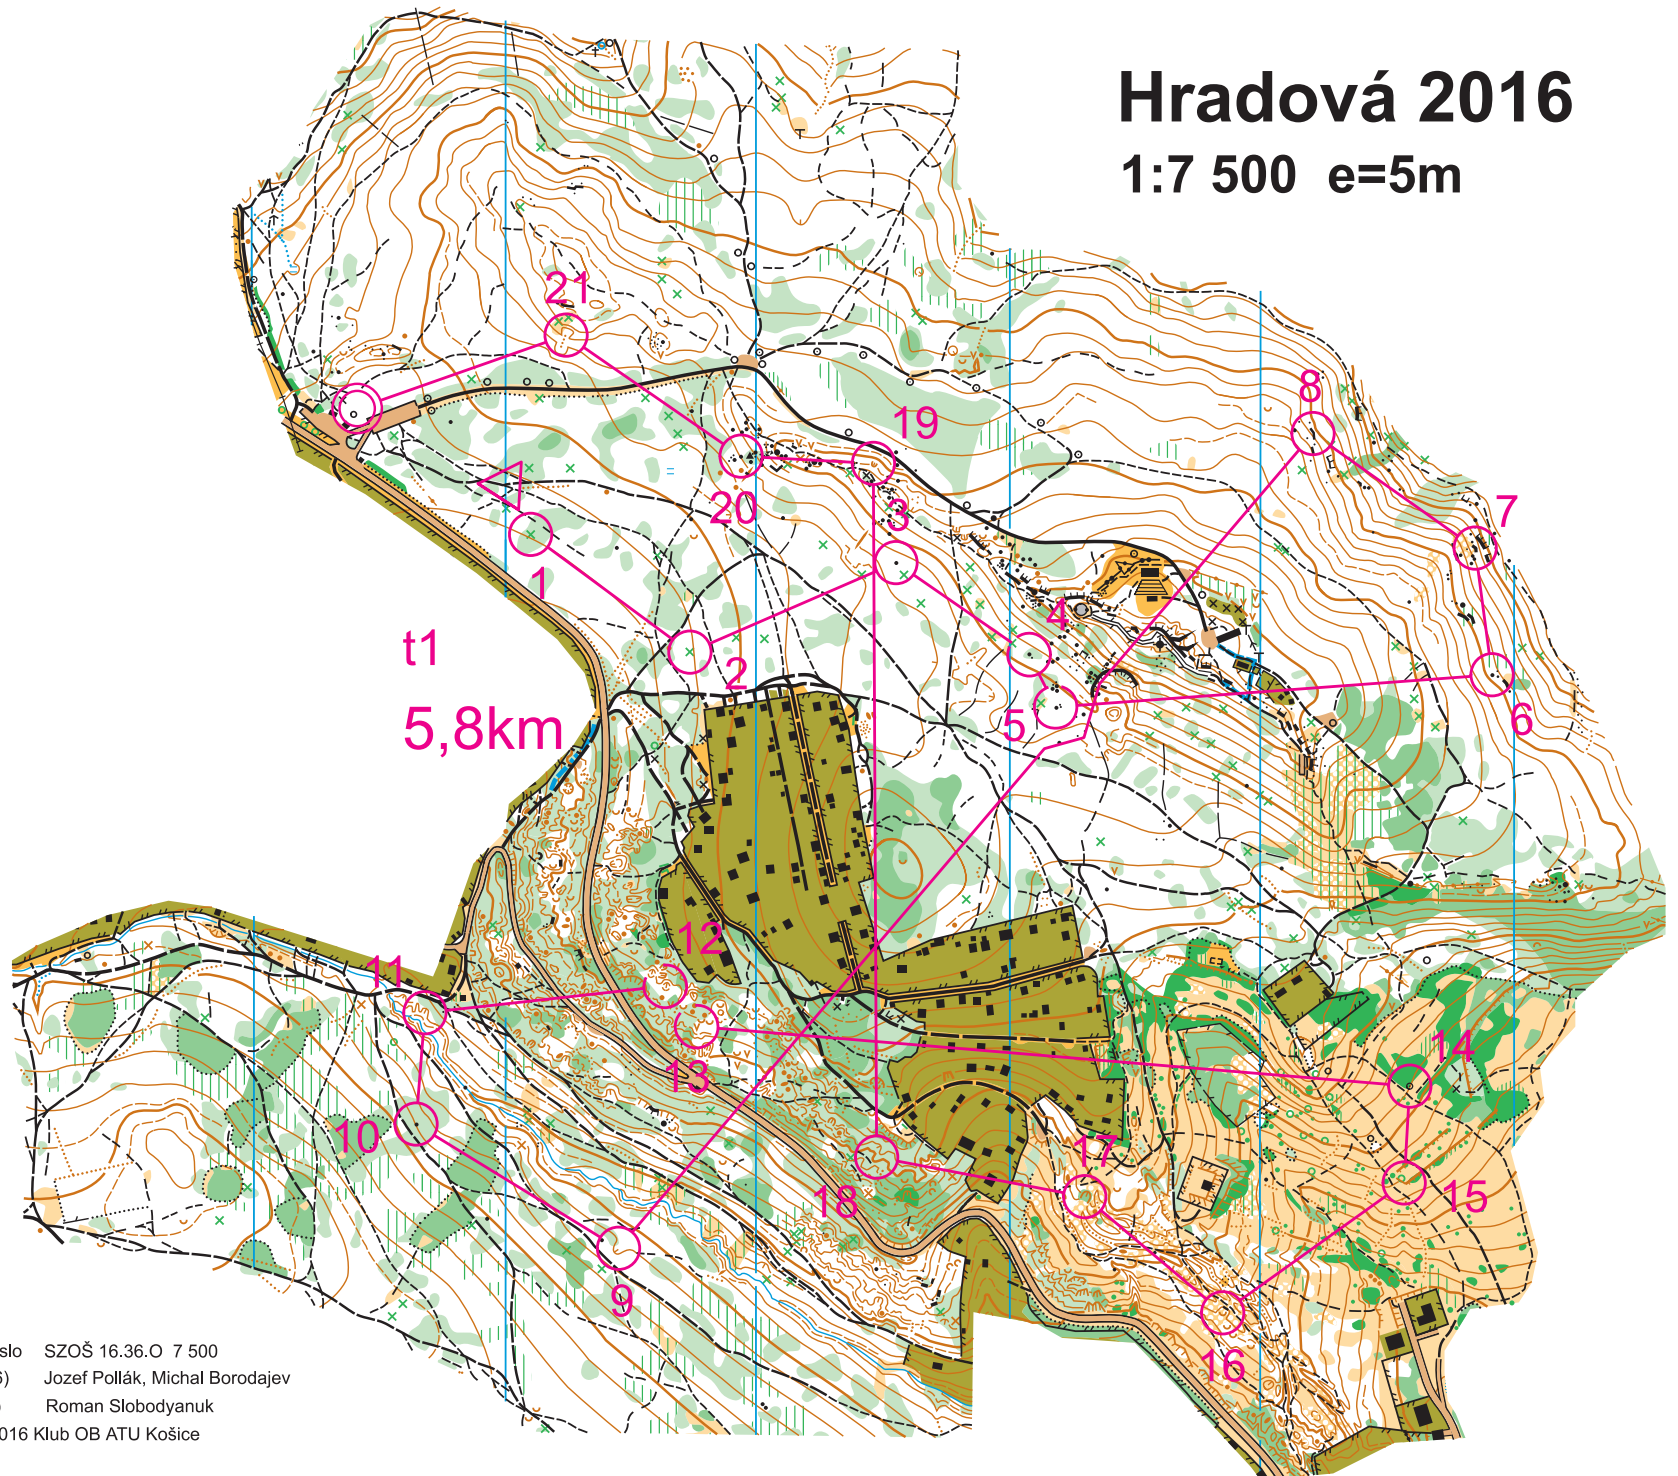 Hradová 2016
1:7 500 e=5m
21
8
19
7
3
20
1
4
t1
2
5
6
5,8km
12
11
14
13
10
17
15
18
9
16
slo SZOŠ 16.36.O 7 500
6) Jozef Pollák, Michal Borodajev
) Roman Slobodyanuk
016 Klub OB ATU Košice